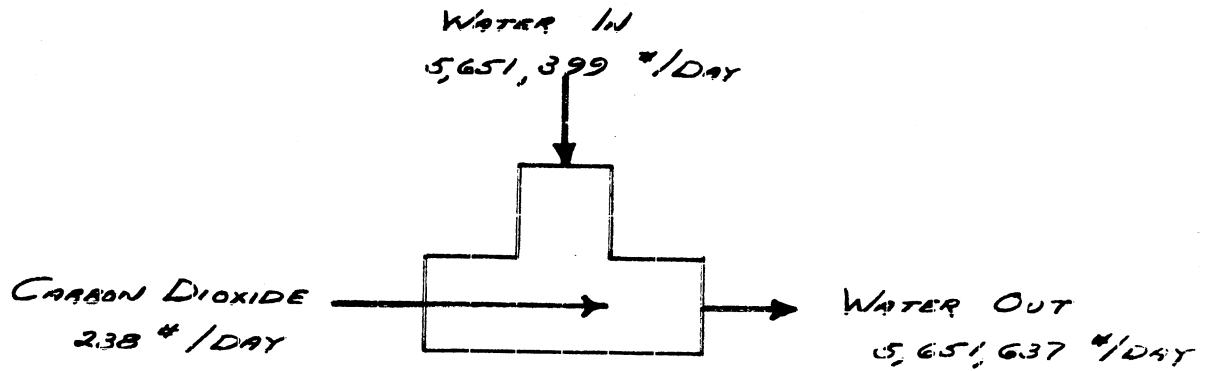 WATER IN
5,651,399 #/DAY
CARBON DIOXIDE
238 #/DAY
WATER OUT
5,651,637 #/DAY